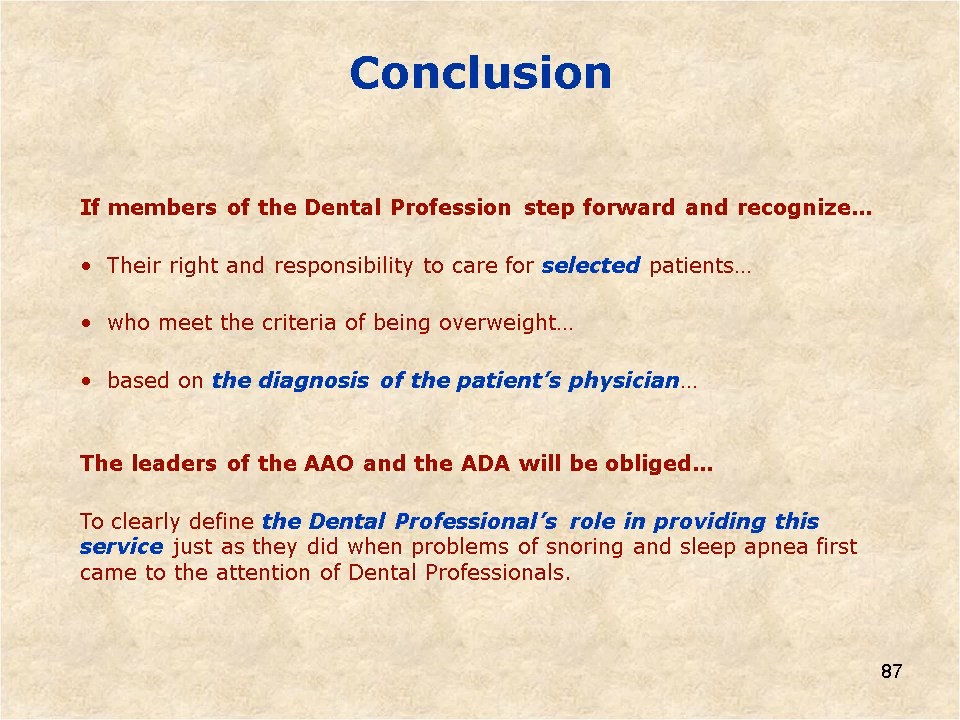 Conclusion
If members of the Dental Profession step forward and recognize…
• Their right and responsibility to care for selected patients…
• who meet the criteria of being overweight…
• based on the diagnosis of the patient’s physician…
The leaders of the AAO and the ADA will be obliged…
To clearly define the Dental Professional’s role in providing this
service just as they did when problems of snoring and sleep apnea first
came to the attention of Dental Professionals.
87